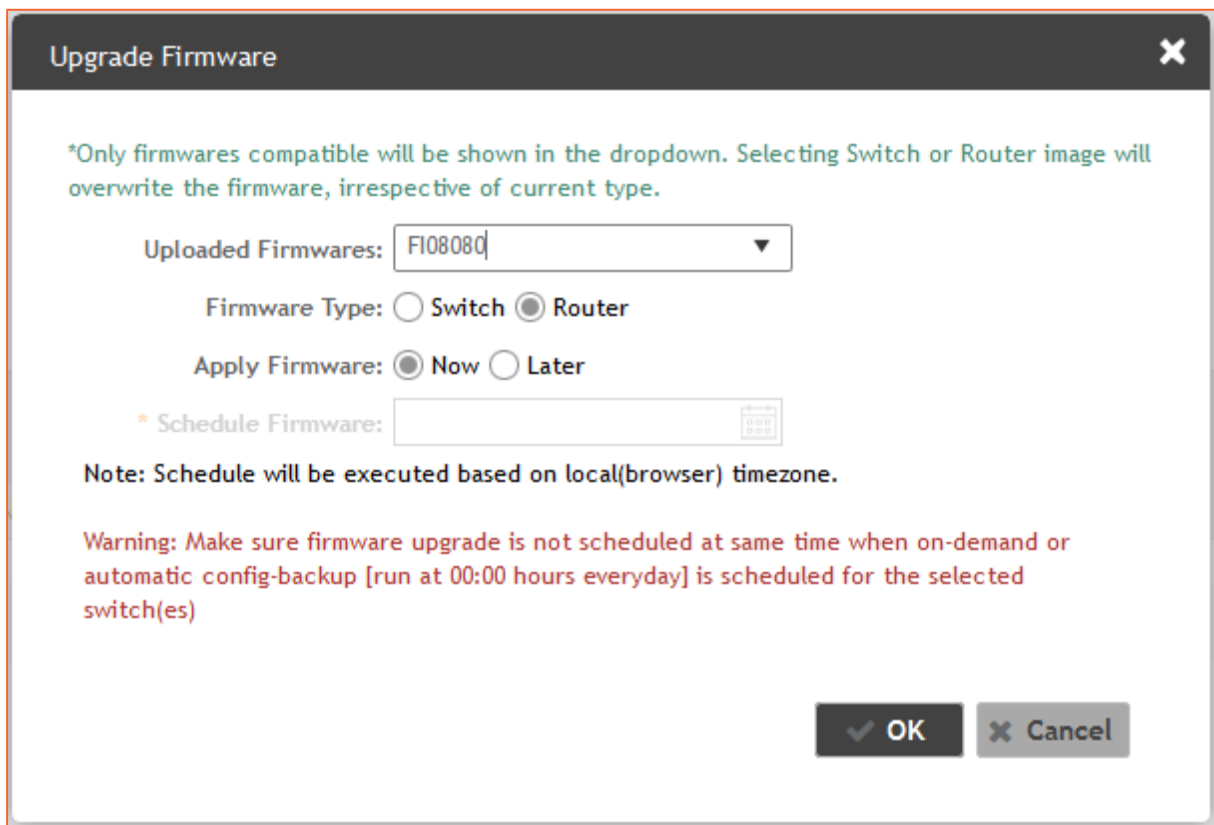 Upgrade Firmware
*Only firmwares compatible will be shown in the dropdown. Selecting Switch or Router image will
overwrite the firmware, irrespective of current type.
Uploaded Firmwares: FI08080
Firmware Type: Switch Router
Apply Firmware: Now Later
* Schedule Firmware:
Note: Schedule will be executed based on local(browser) timezone.
Warning: Make sure firmware upgrade is not scheduled at same time when on-demand or
automatic config-backup [run at 00:00 hours everyday] is scheduled for the selected
switch(es)
OK Cancel